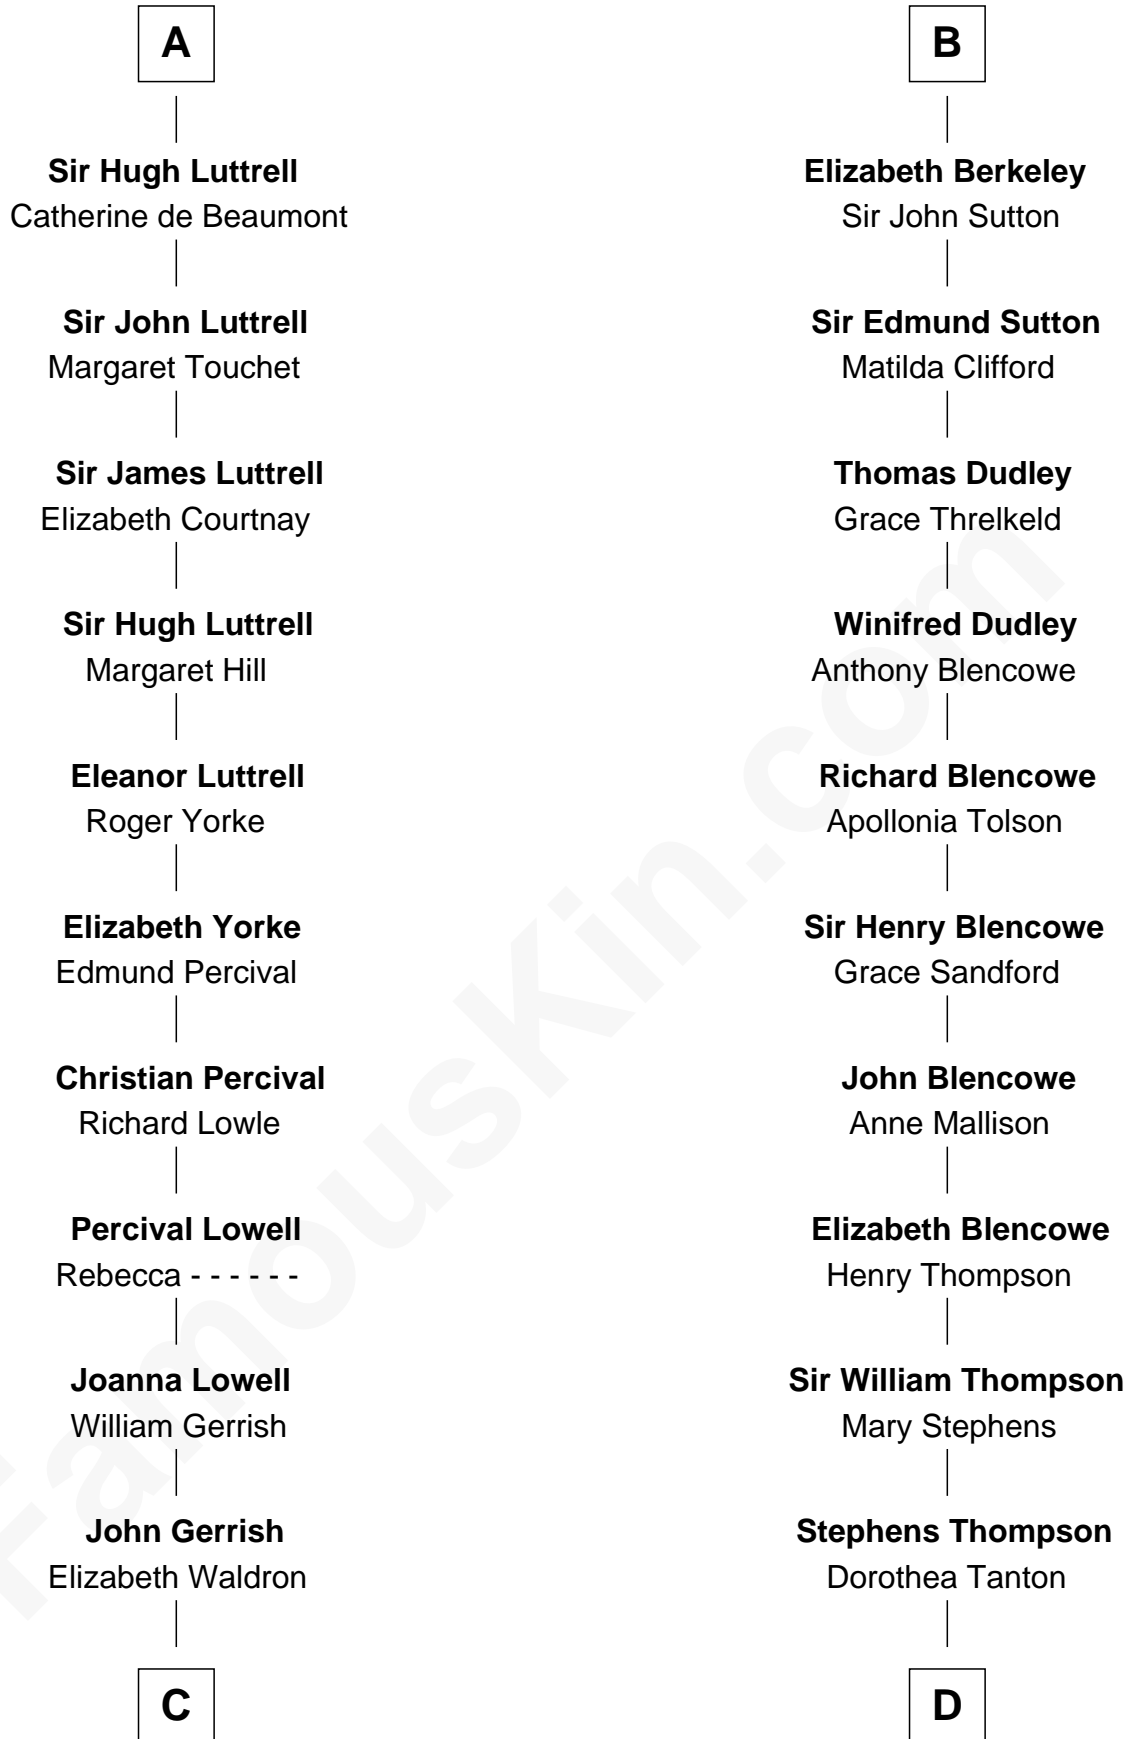 A
Sir Hugh Luttrell
Catherine de Beaumont
Sir John Luttrell
Margaret Touchet
Sir James Luttrell
Elizabeth Courtnay
Sir Hugh Luttrell
Margaret Hill
Eleanor Luttrell
Roger Yorke
Elizabeth Yorke
Edmund Percival
Christian Percival
Richard Lowle
Percival Lowell
Rebecca - - - - - -
Joanna Lowell
William Gerrish
John Gerrish
Elizabeth Waldron
C
B
Elizabeth Berkeley
Sir John Sutton
Sir Edmund Sutton
Matilda Clifford
Thomas Dudley
Grace Threlkeld
Winifred Dudley
Anthony Blencowe
Richard Blencowe
Apollonia Tolson
Sir Henry Blencowe
Grace Sandford
John Blencowe
Anne Mallison
Elizabeth Blencowe
Henry Thompson
Sir William Thompson
Mary Stephens
Stephens Thompson
Dorothea Tanton
D
FamousKin.com